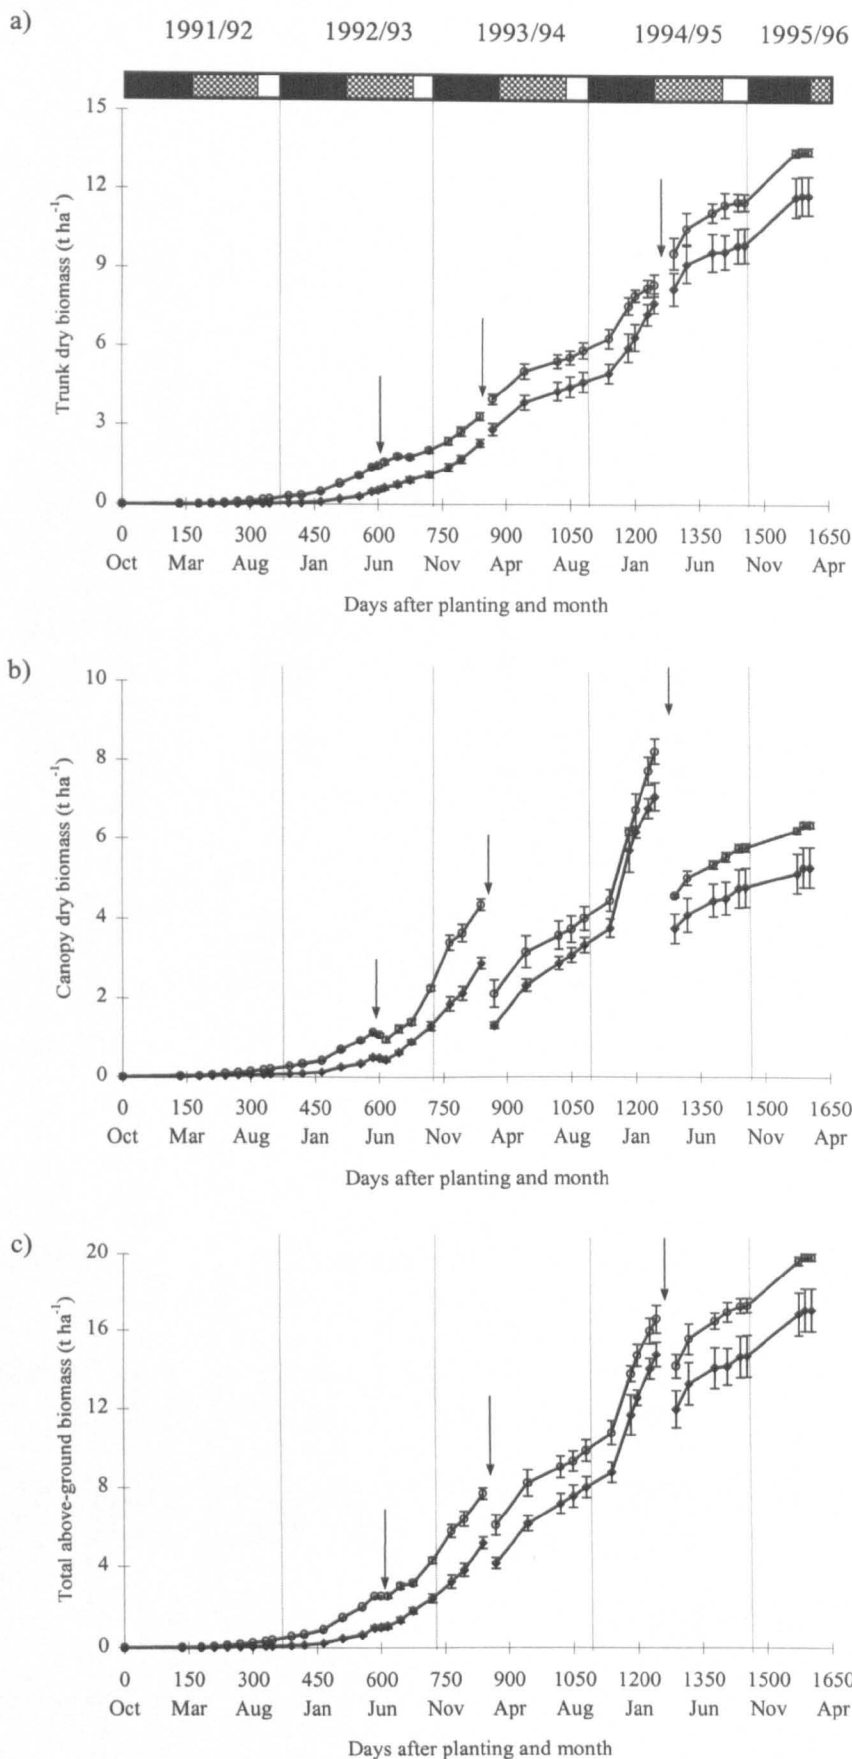 a)
1991/92 1992/93 1993/94 1994/95 1995/96
15
12
9
6
3
0
Trunk dry biomass (t ha⁻¹)
0 150 300 450 600 750 900 1050 1200 1350 1500 1650
Oct Mar Aug Jan Jun Nov Apr Aug Jan Jun Nov Apr
Days after planting and month
b)
10
8
6
4
2
0
Canopy dry biomass (t ha⁻¹)
0 150 300 450 600 750 900 1050 1200 1350 1500 1650
Oct Mar Aug Jan Jun Nov Apr Aug Jan Jun Nov Apr
Days after planting and month
c)
20
16
12
8
4
0
Total above-ground biomass (t ha⁻¹)
0 150 300 450 600 750 900 1050 1200 1350 1500 1650
Oct Mar Aug Jan Jun Nov Apr Aug Jan Jun Nov Apr
Days after planting and month